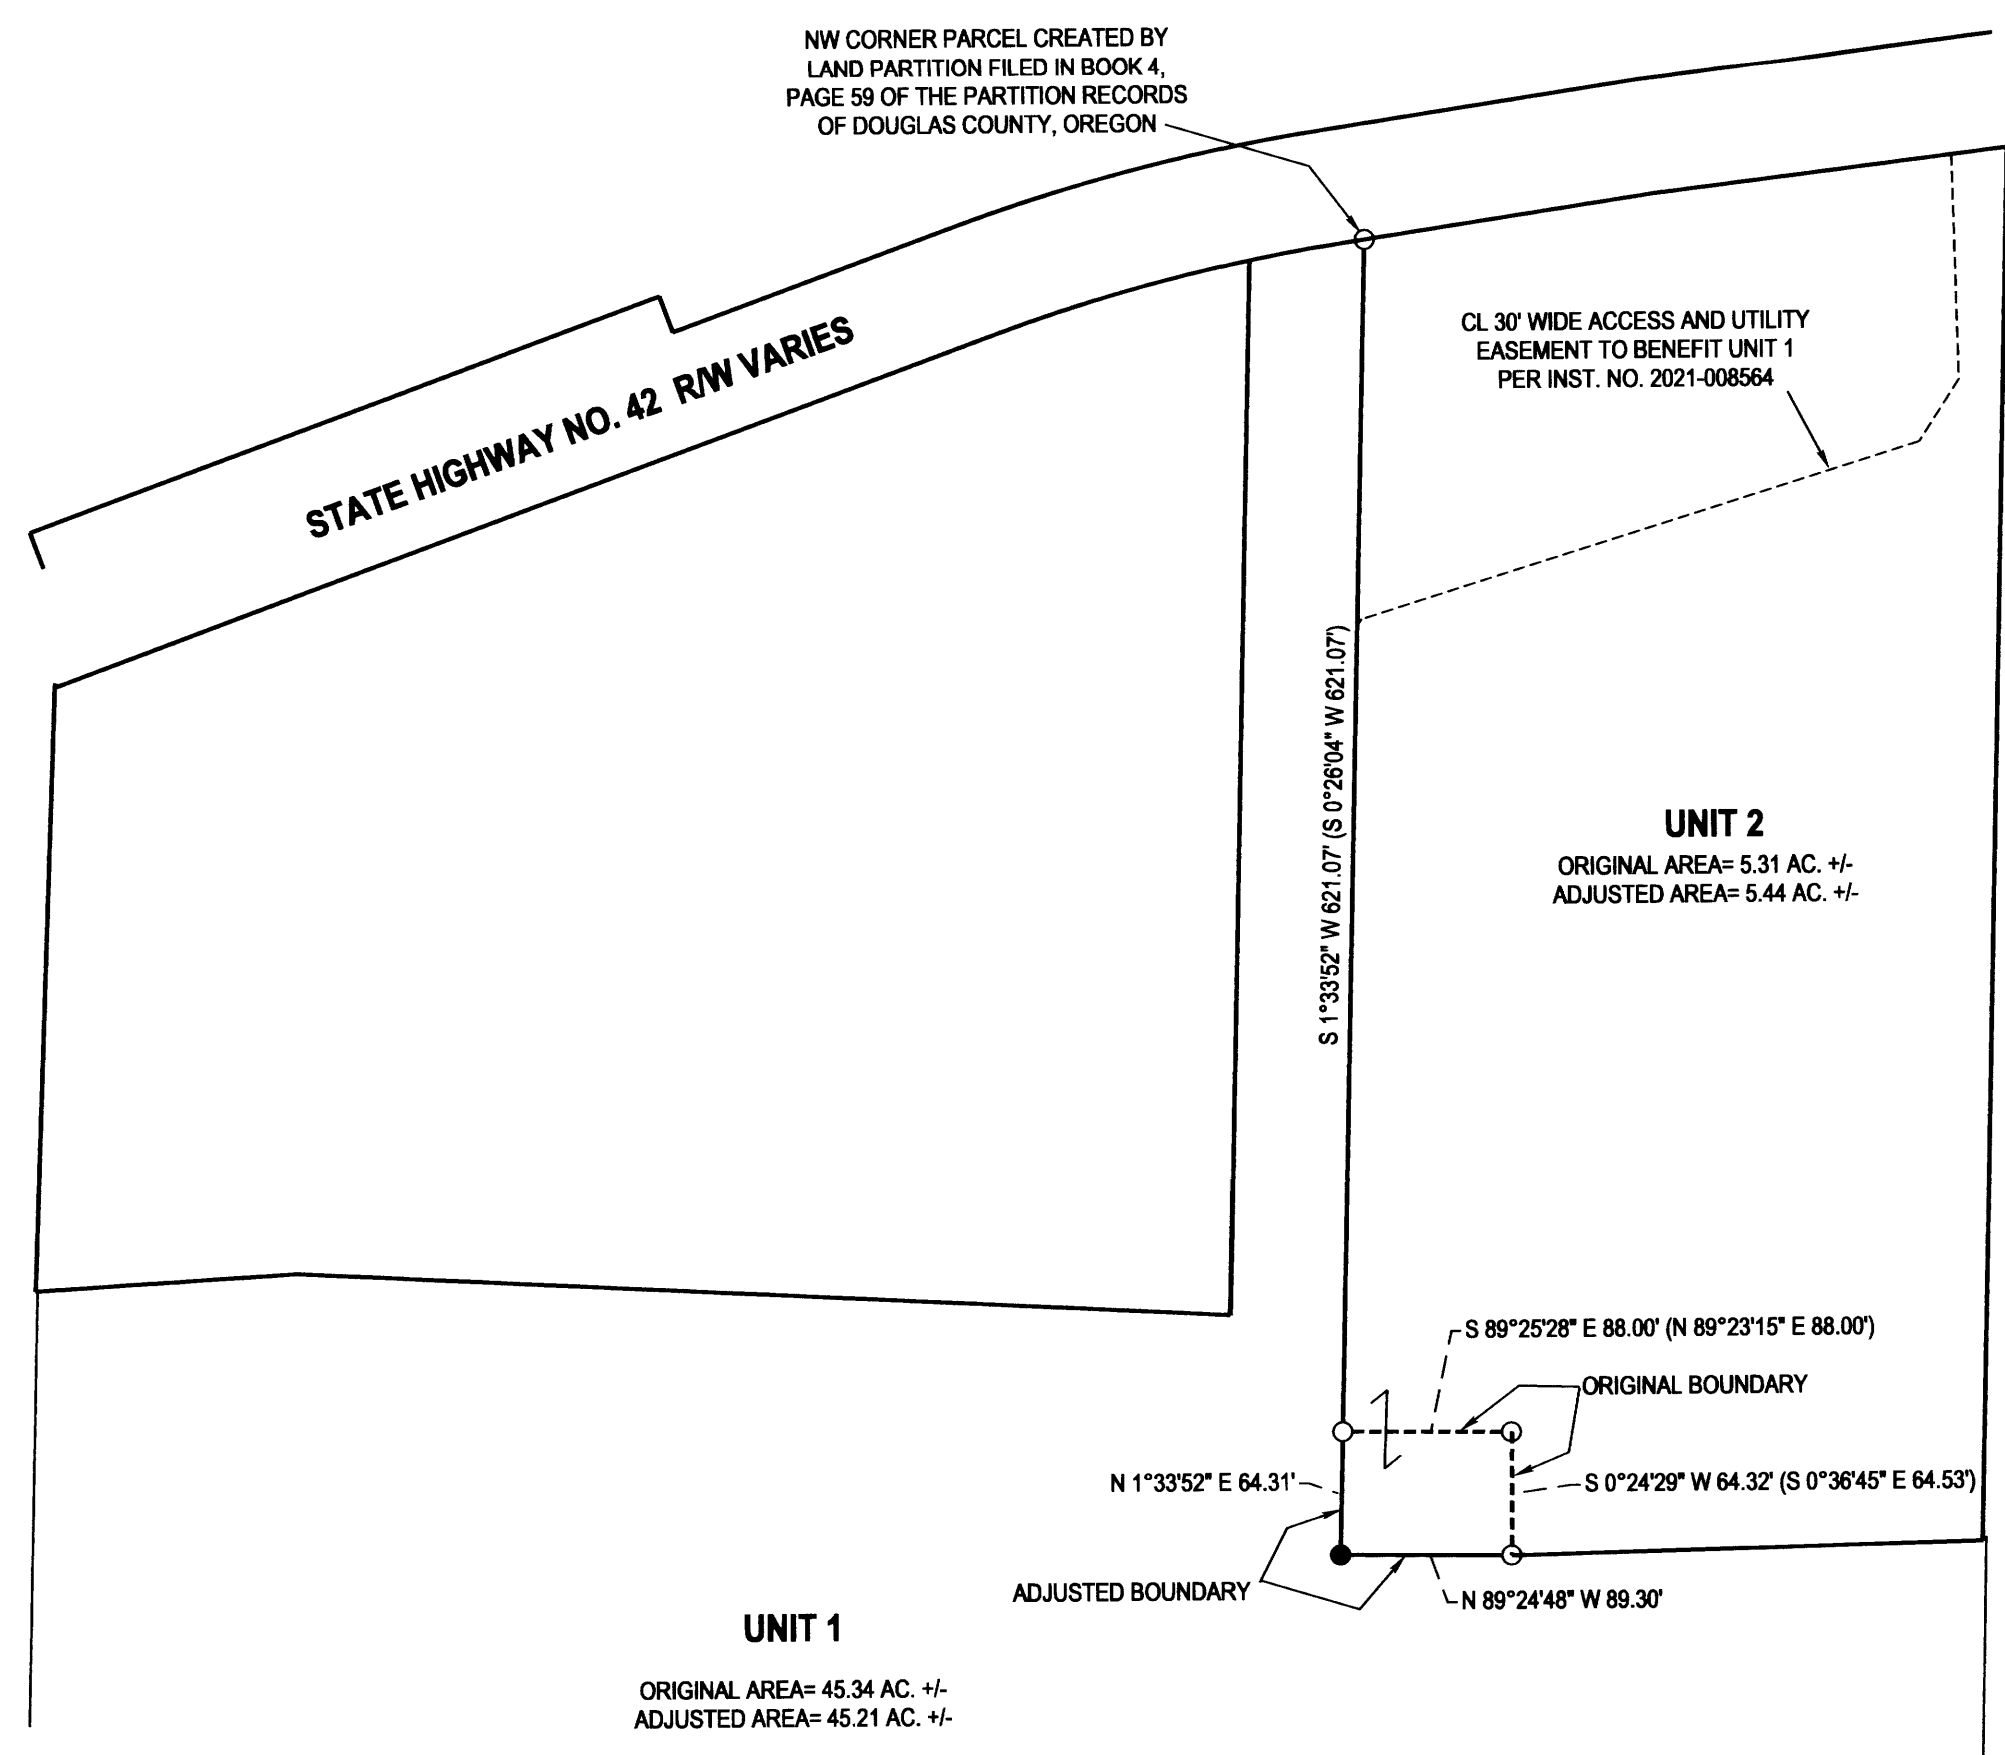 NW CORNER PARCEL CREATED BY
LAND PARTITION FILED IN BOOK 4,
PAGE 59 OF THE PARTITION RECORDS
OF DOUGLAS COUNTY, OREGON
STATE HIGHWAY NO. 42 R/W VARIES
CL 30' WIDE ACCESS AND UTILITY
EASEMENT TO BENEFIT UNIT 1
PER INST. NO. 2021-008564
S 1°33'52" W 621.07' (S 0°26'04" W 621.07')
UNIT 2
ORIGINAL AREA= 5.31 AC. +/-
ADJUSTED AREA= 5.44 AC. +/-
S 89°25'28" E 88.00' (N 89°23'15" E 88.00')
ORIGINAL BOUNDARY
N 1°33'52" E 64.31'
S 0°24'29" W 64.32' (S 0°36'45" E 64.53')
ADJUSTED BOUNDARY
N 89°24'48" W 89.30'
UNIT 1
ORIGINAL AREA= 45.34 AC. +/-
ADJUSTED AREA= 45.21 AC. +/-